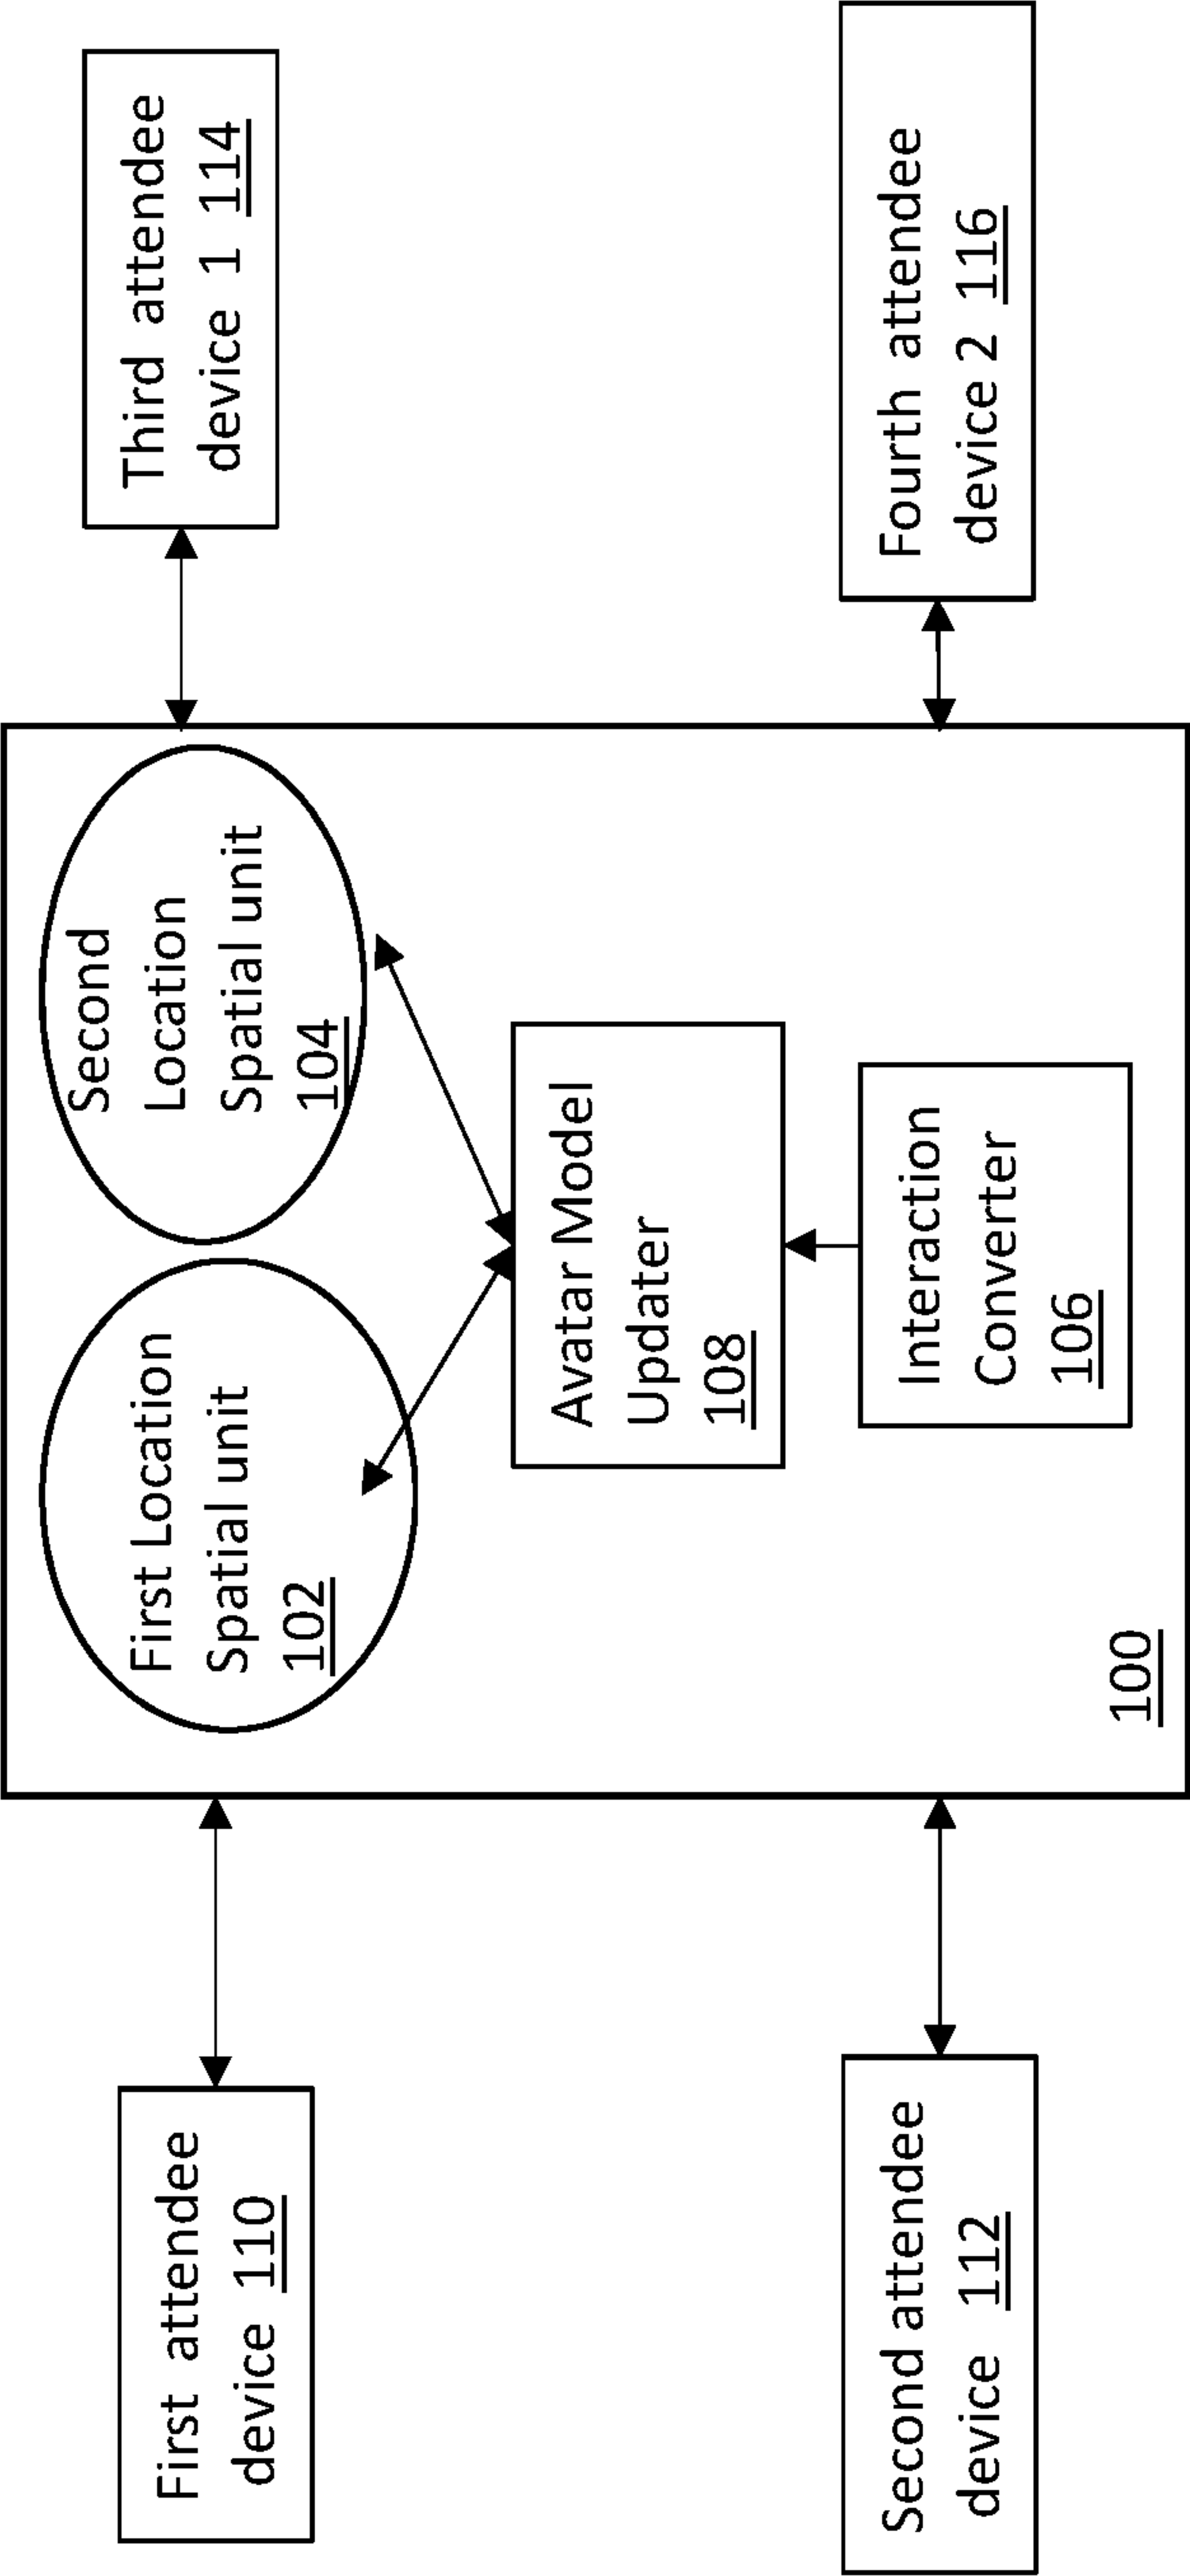 First attendee
device 110
Second attendee
device 112
First Location
Spatial unit
102
Second
Location
Spatial unit
104
Avatar Model
Updater
108
Interaction
Converter
106
100
Third attendee
device 1 114
Fourth attendee
device 2 116